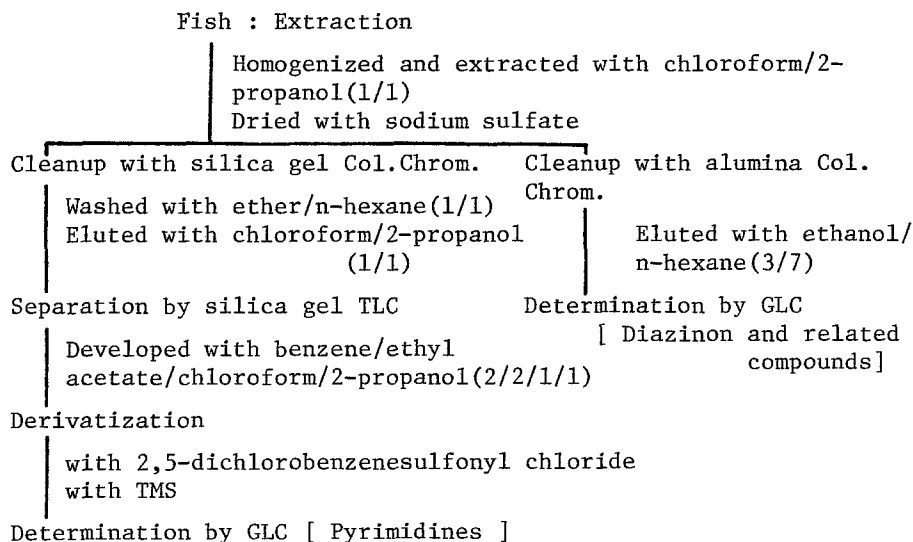 Fish : Extraction
Homogenized and extracted with chloroform/2-
propanol(1/1)
Dried with sodium sulfate
Cleanup with silica gel Col.Chrom.
Washed with ether/n-hexane(1/1)
Eluted with chloroform/2-propanol
(1/1)
Separation by silica gel TLC
Developed with benzene/ethyl
acetate/chloroform/2-propanol(2/2/1/1)
Derivatization
with 2,5-dichlorobenzenesulfonyl chloride
with TMS
Determination by GLC [ Pyrimidines ]
Cleanup with alumina Col.
Chrom.
Eluted with ethanol/
n-hexane(3/7)
Determination by GLC
[ Diazinon and related
compounds]